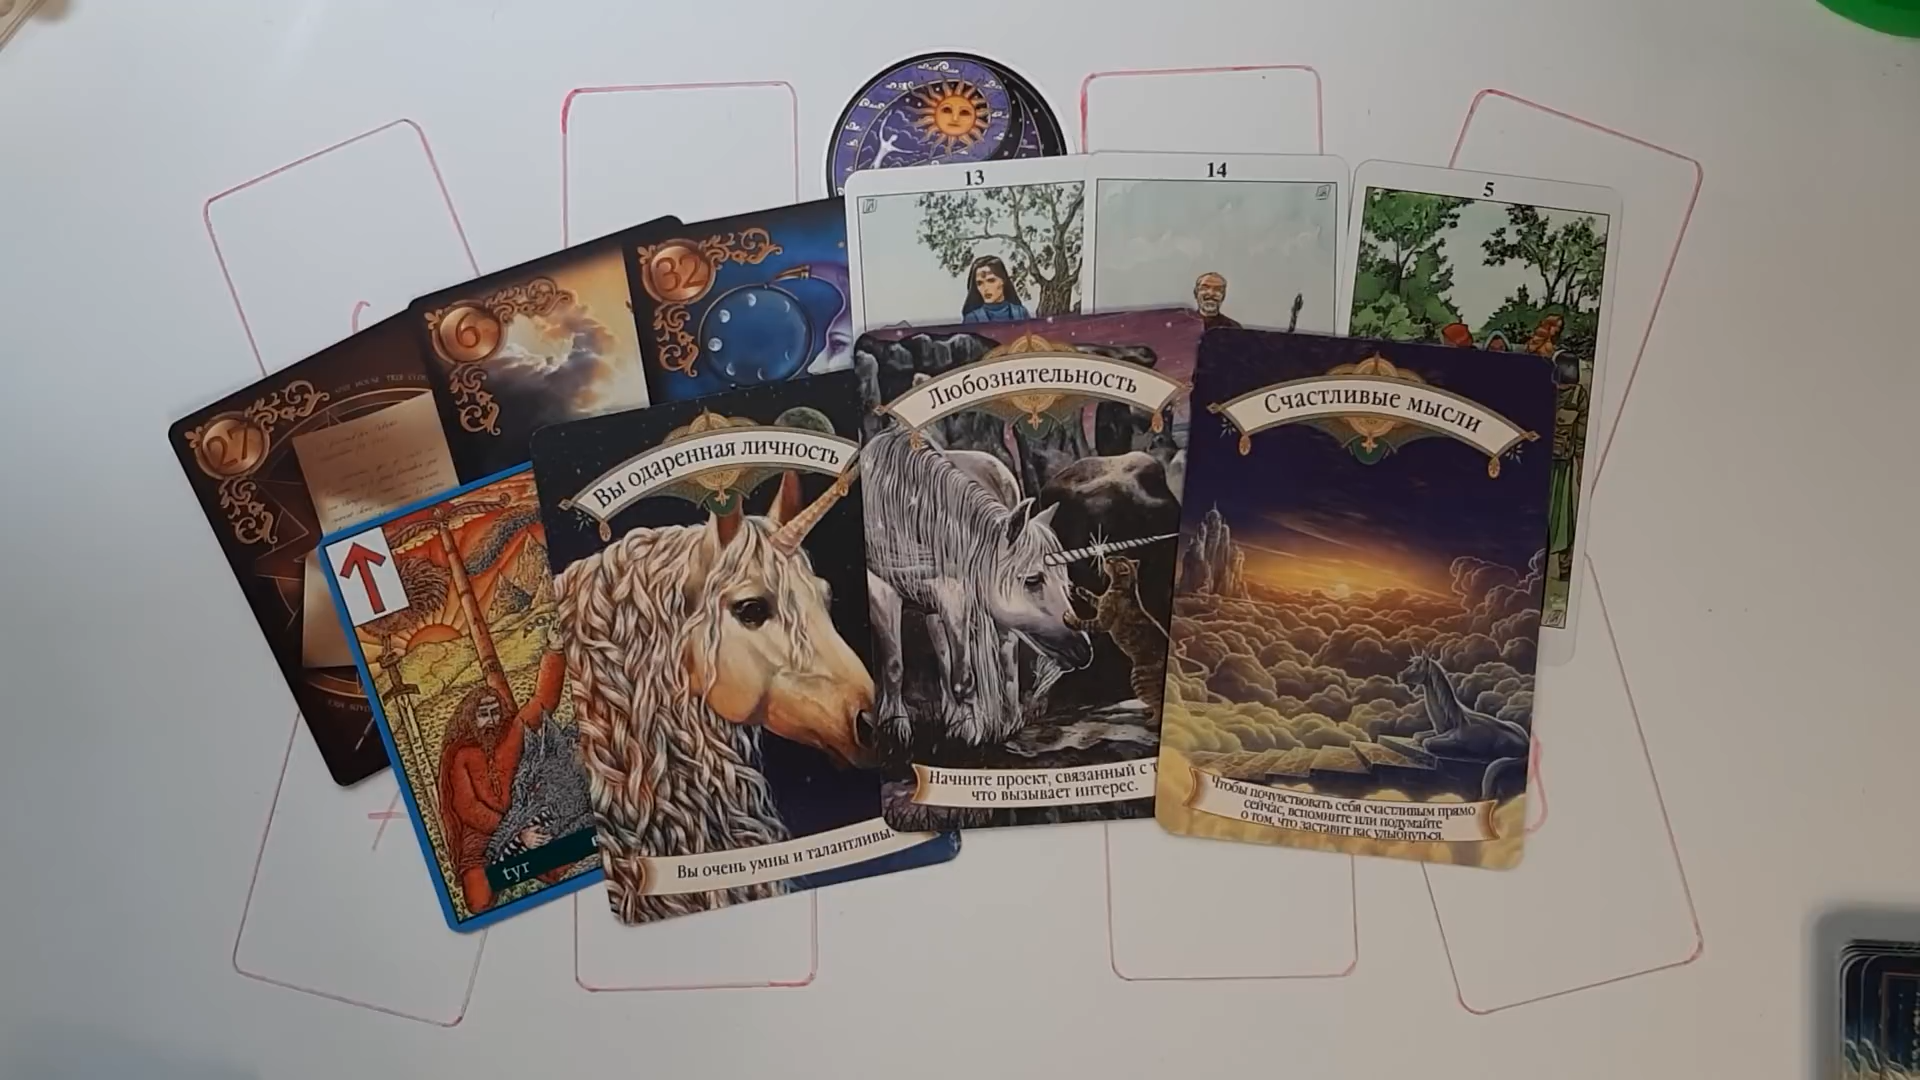 13
14
5
32
6
27
Вы одаренная личность
Любознательность
Счастливые мысли
Начните проект, связанный с т
что вызывает интерес.
Чтобы почувствовать себя счастливым прямо
сейчас, вспомните или подумайте
о том, что заставит вас улыбнуться.
Вы очень умны и талантливы.
tyr